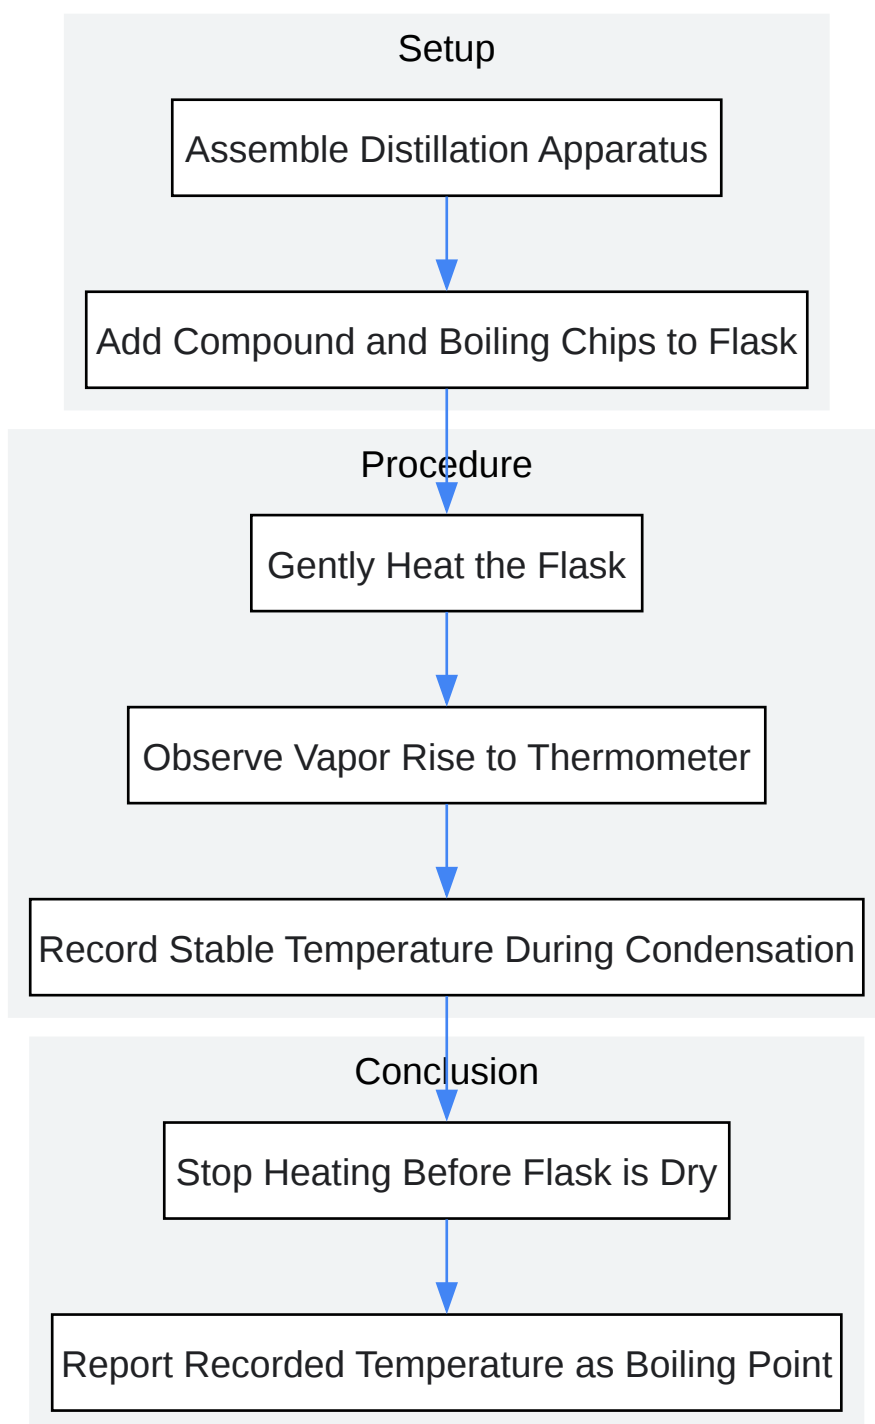 Setup
Assemble Distillation Apparatus
Add Compound and Boiling Chips to Flask
Procedure
Gently Heat the Flask
Observe Vapor Rise to Thermometer
Record Stable Temperature During Condensation
Conclusion
Stop Heating Before Flask is Dry
Report Recorded Temperature as Boiling Point